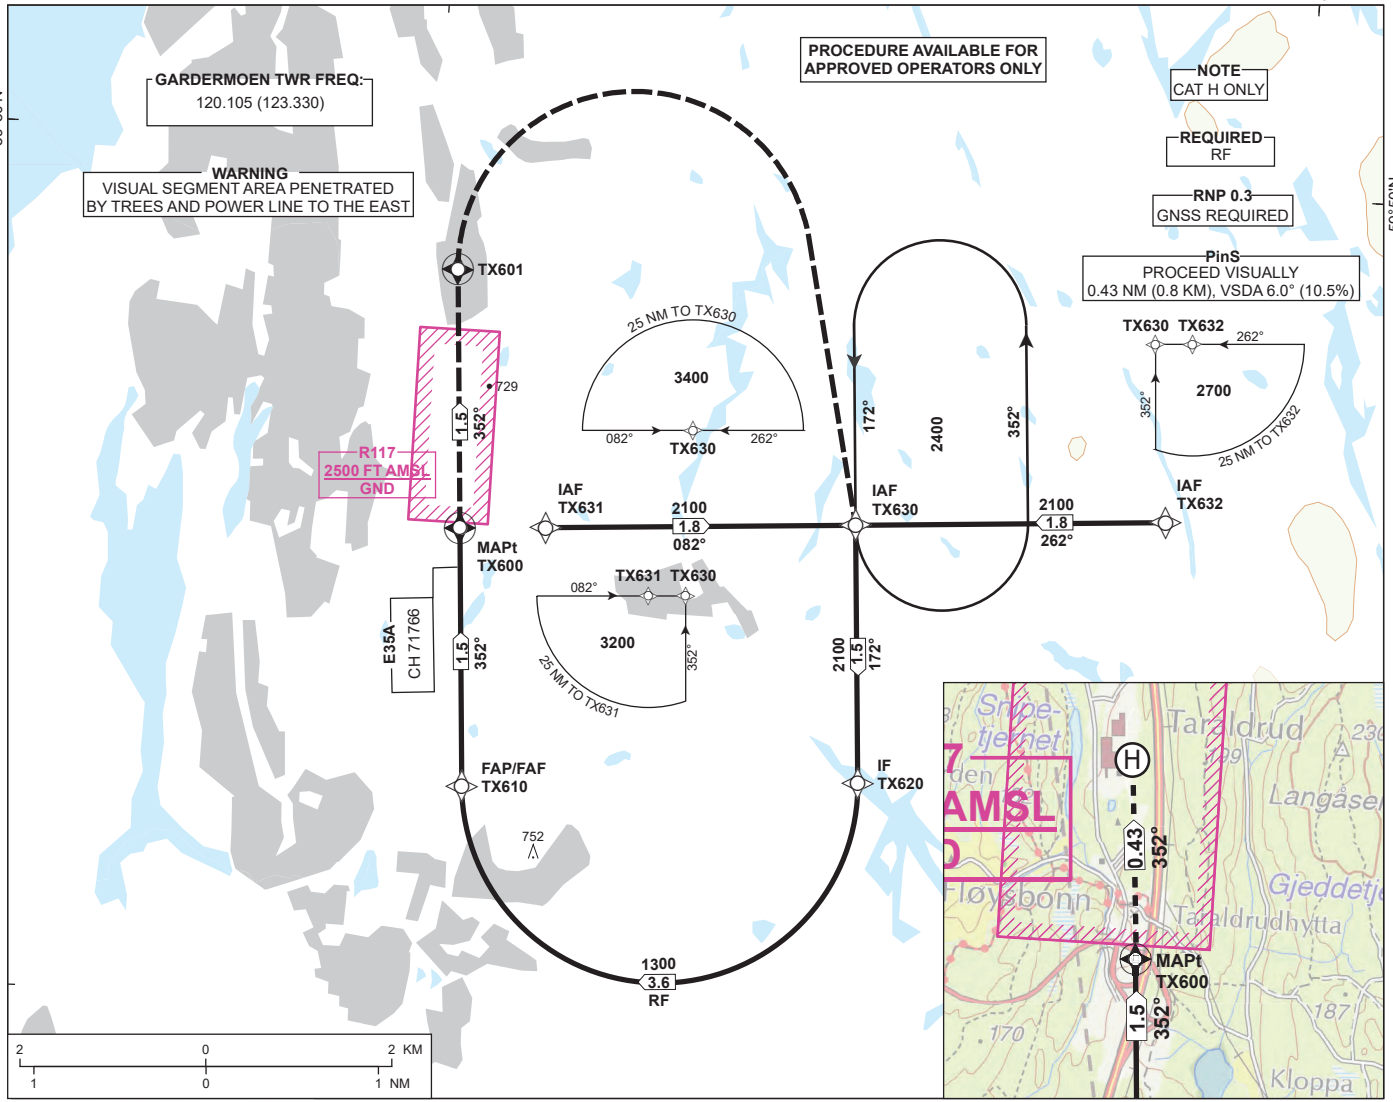 PROCEDURE AVAILABLE FOR
APPROVED OPERATORS ONLY
GARDERMOEN TWR FREQ:
120.105 (123.330)
NOTE
CAT H ONLY
REQUIRED
RF
WARNING
VISUAL SEGMENT AREA PENETRATED
BY TREES AND POWER LINE TO THE EAST
RNP 0.3
GNSS REQUIRED
PinS
PROCEED VISUALLY
0.43 NM (0.8 KM), VSDA 6.0° (10.5%)
TX601
25 NM TO TX630
3400
082°
262°
TX630
TX630 TX632
262°
2700
352°
25 NM TO TX632
729
1.5
352°
172°
2400
352°
R117
2500 FT AMSL
GND
IAF
TX631
2100
1.8
082°
IAF
TX630
2100
1.8
262°
IAF
TX632
MAPt
TX600
TX631 TX630
082°
3200
352°
25 NM TO TX631
E35A
CH 71766
1.5
352°
2100
1.5
172°
FAP/FAF
TX610
IF
TX620
752
1300
3.6
RF
2 0 2 KM
1 0 1 NM
Snipe-
tjernet
Taraldrud
199
7
den
AMSL
H
Langåsen
0.43
352°
Fløysbonn
Gjeddetje
Taraldrudhytta
MAPt
TX600
1.5
352°
187
170
Kloppa